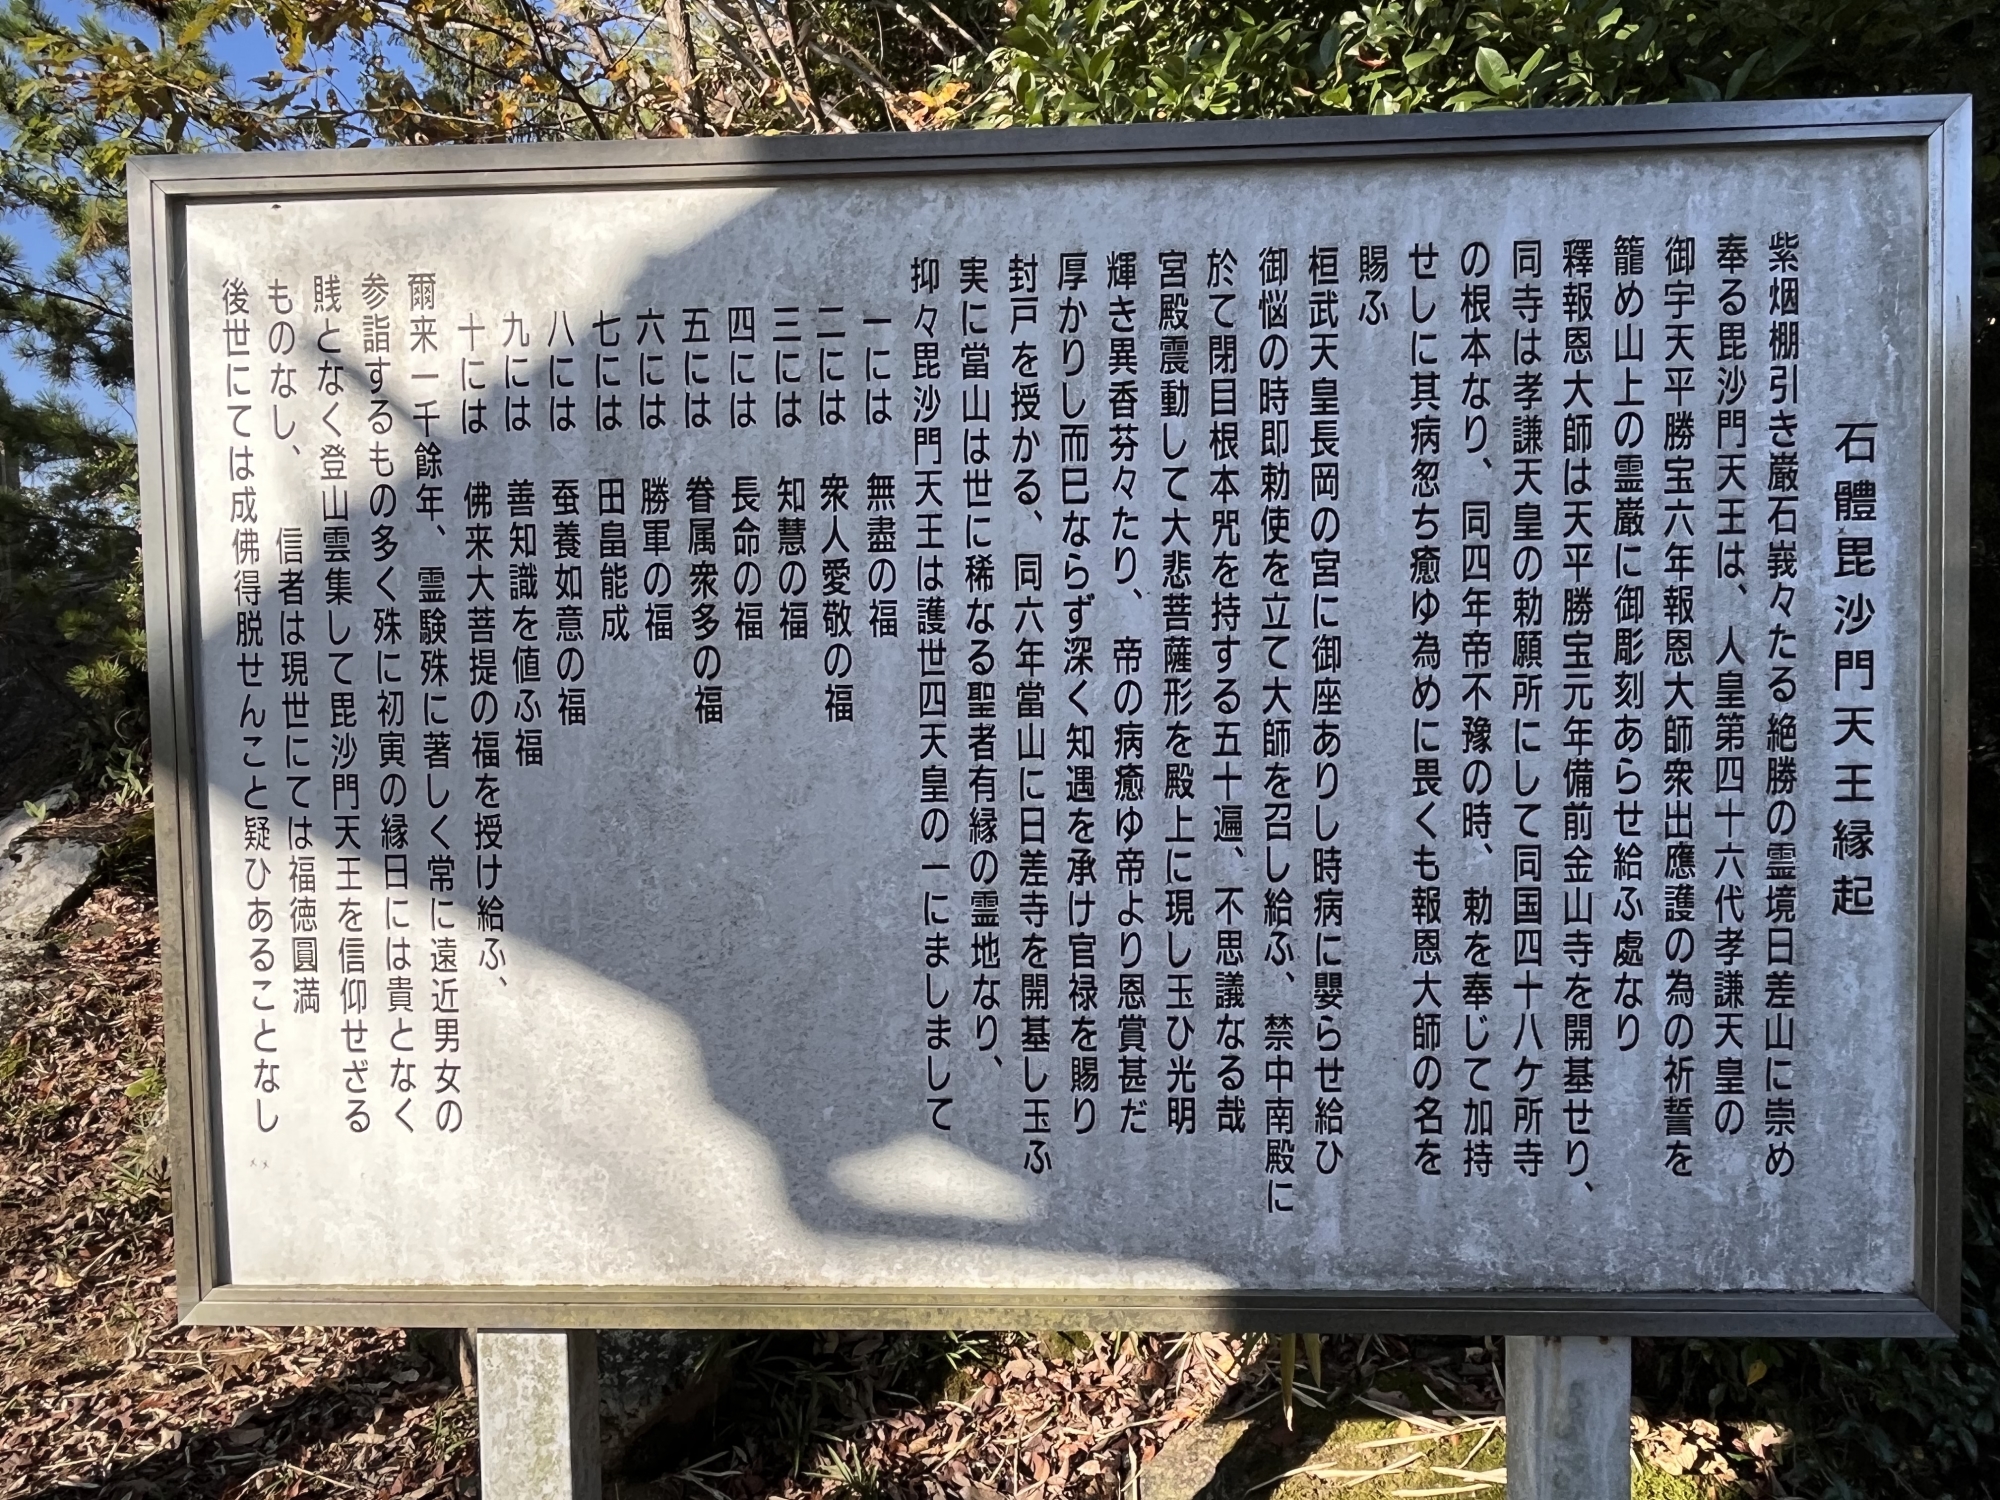 石體毘沙門天王縁起
紫烟棚引き巌石峩々たる絶勝の霊境日差山に崇め
奉る毘沙門天王は、人皇第四十六代孝謙天皇の
御宇天平勝宝六年報恩大師衆出應護の為の祈誓を
籠め山上の霊巌に御彫刻あらせ給ふ處なり
釋報恩大師は天平勝宝元年備前金山寺を開基せり、
同寺は孝謙天皇の勅願所にして同国四十八ケ所寺
の根本なり、同四年帝不豫の時、勅を奉じて加持
せしに其病忽ち癒ゆ為めに畏くも報恩大師の名を
賜ふ
桓武天皇長岡の宮に御座ありし時病に嬰らせ給ひ
御悩の時即勅使を立て大師を召し給ふ、禁中南殿に
於て閉目根本咒を持する五十遍、不思議なる哉
宮殿震動して大悲菩薩形を殿上に現し玉ひ光明
輝き異香芬々たり、帝の病癒ゆ帝より恩賞甚だ
厚かりし而巳ならず深く知遇を承け官禄を賜り
封戸を授かる、同六年當山に日差寺を開基し玉ふ
実に當山は世に稀なる聖者有縁の霊地なり、
抑々毘沙門天王は護世四天皇の一にましまして
一には　無盡の福
二には　衆人愛敬の福
三には　知慧の福
四には　長命の福
五には　眷属衆多の福
六には　勝軍の福
七には　田畠能成
八には　蚕養如意の福
九には　善知識を値ふ福
十には　佛来大菩提の福を授け給ふ、
爾来一千餘年、霊験殊に著しく常に遠近男女の
参詣するもの多く殊に初寅の縁日には貴となく
賎となく登山雲集して毘沙門天王を信仰せざる
ものなし、　信者は現世にては福徳圓満
後世にては成佛得脱せんこと疑ひあることなし